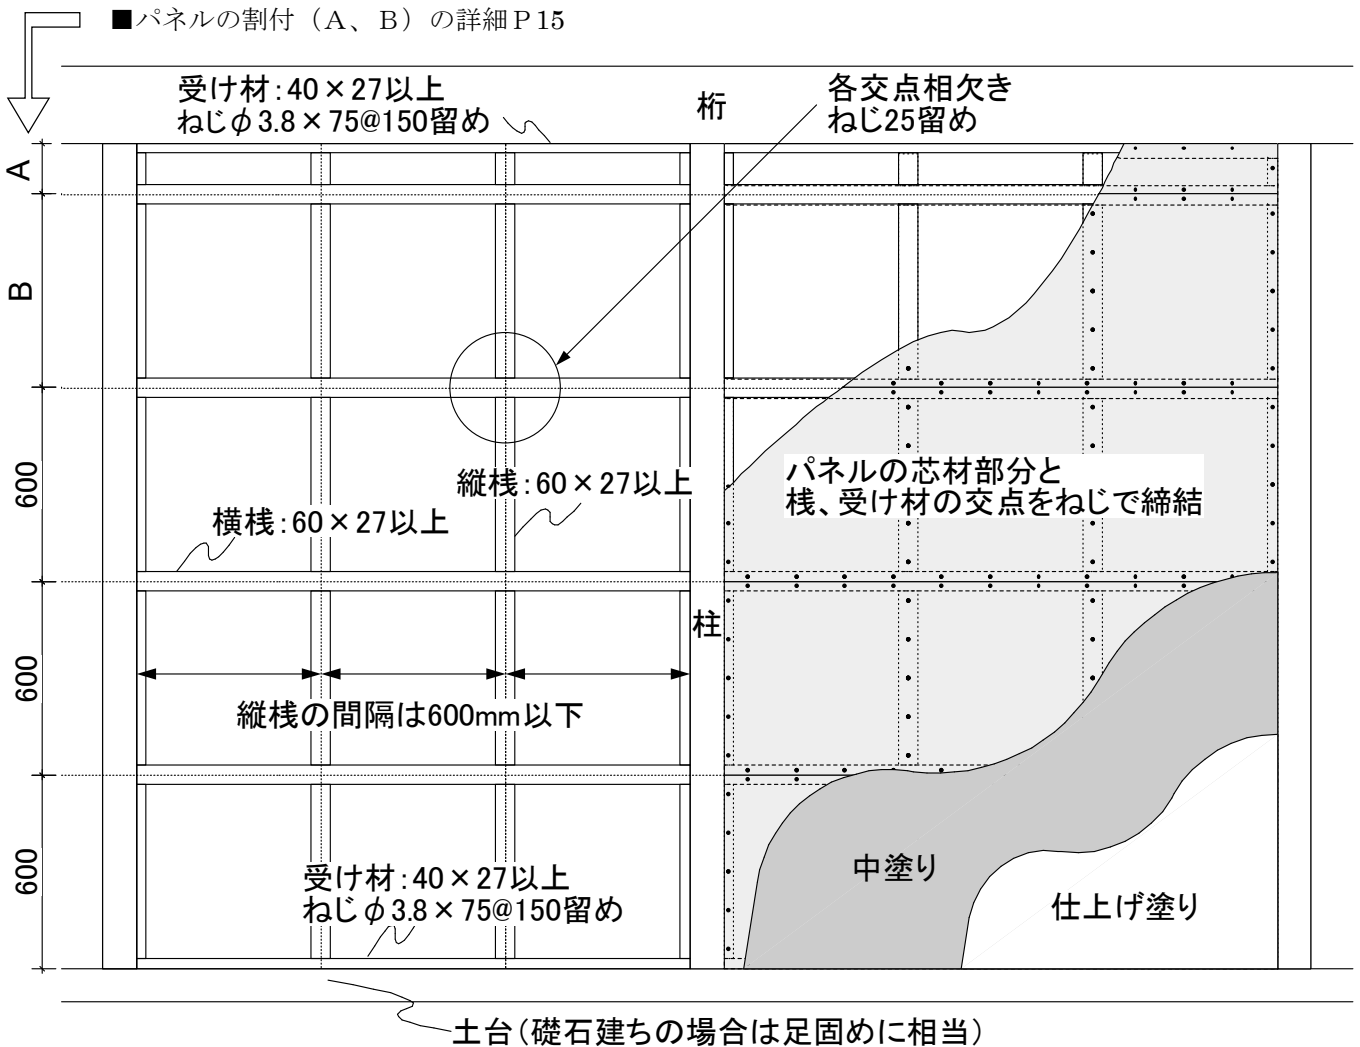 ■パネルの割付（A、B）の詳細P15
受け材：40×27以上
ねじφ3.8×75@150留め
桁
各交点相欠き
ねじ25留め
A
B
600
600
600
縦桟：60×27以上
横桟：60×27以上
パネルの芯材部分と
桟、受け材の交点をねじで締結
柱
縦桟の間隔は600mm以下
受け材：40×27以上
ねじφ3.8×75@150留め
中塗り
仕上げ塗り
土台（礎石建ちの場合は足固めに相当）